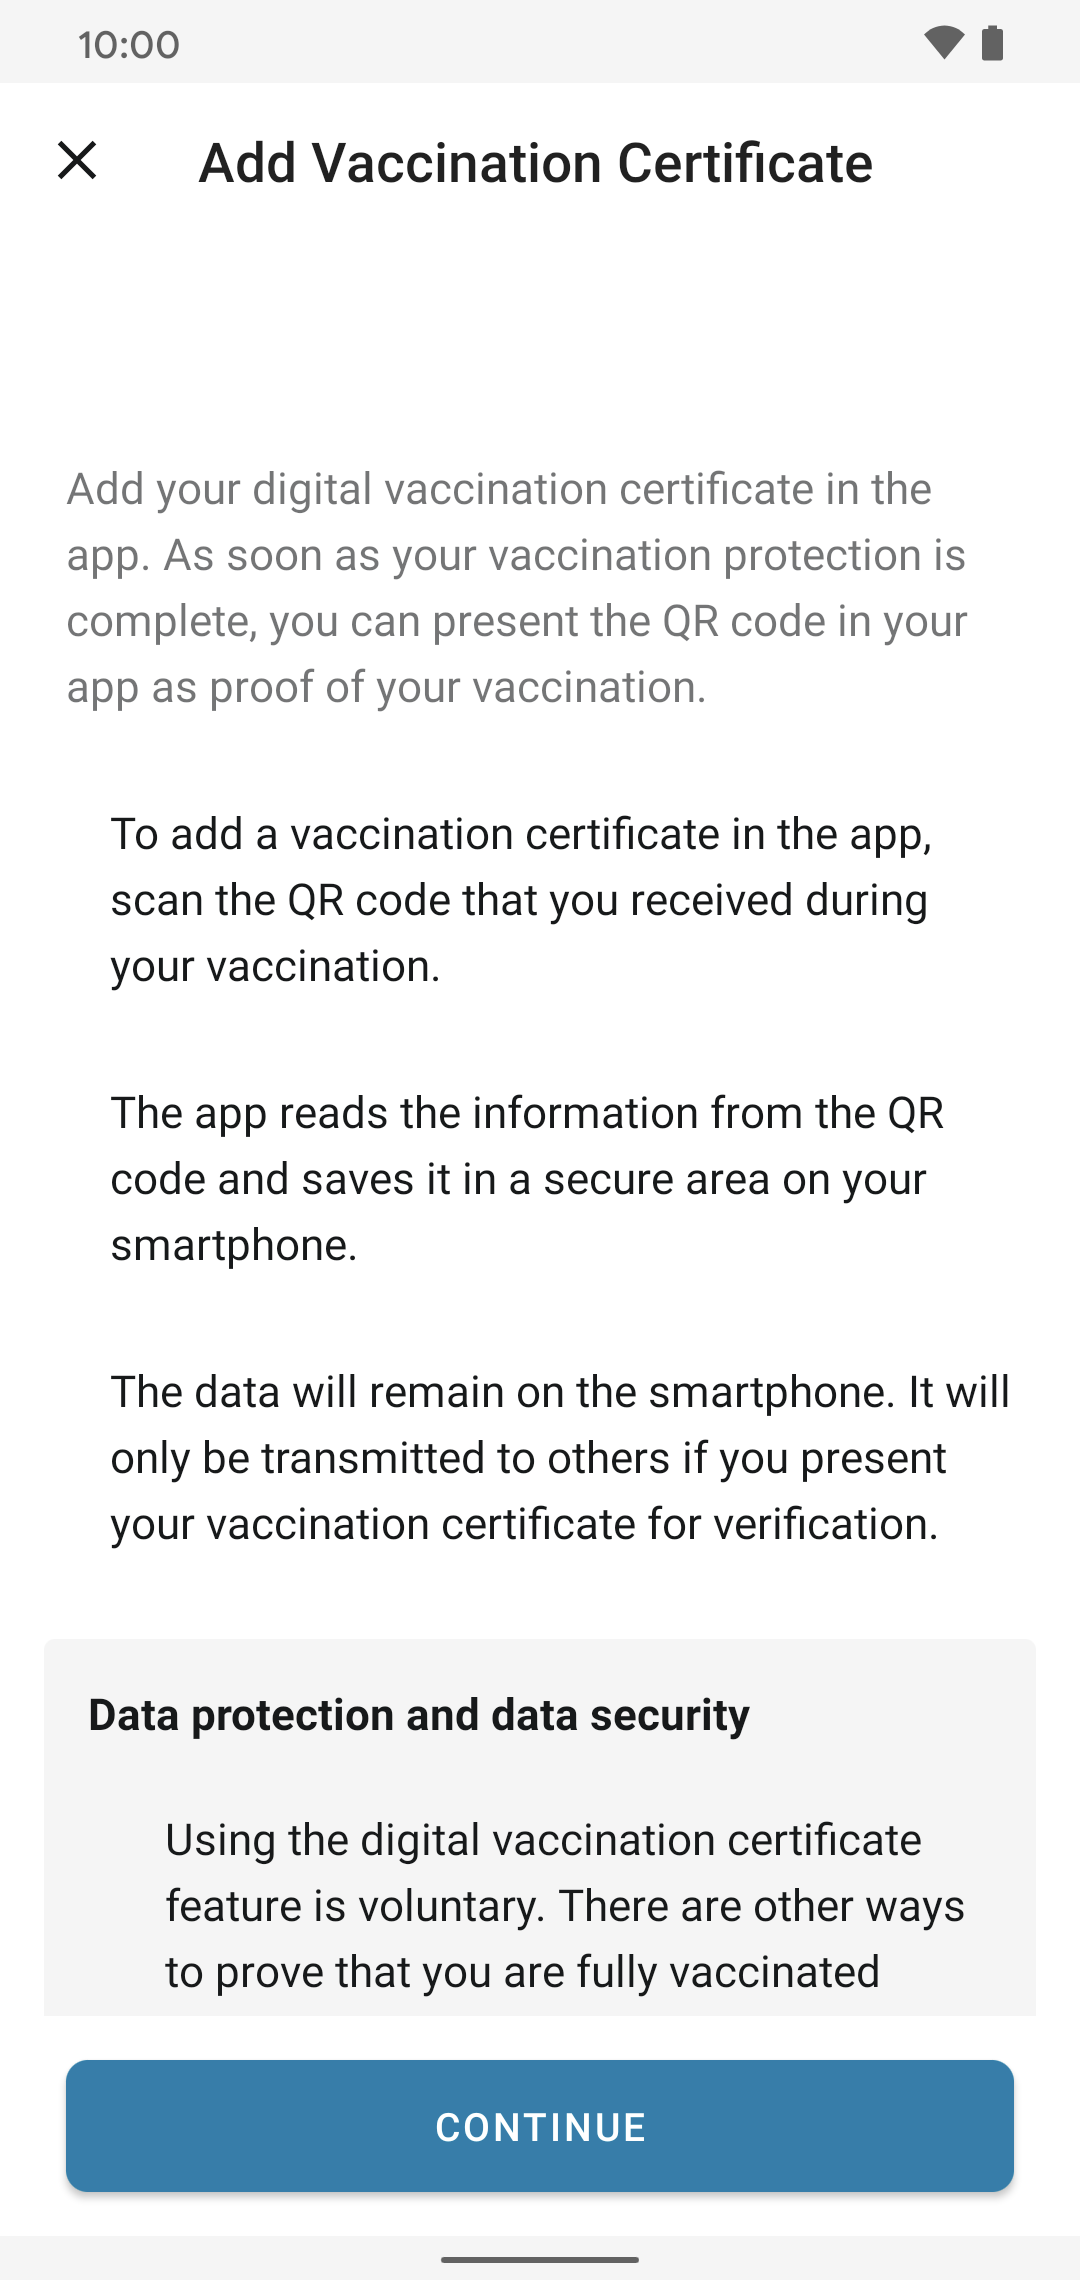 10:00
Add Vaccination Certificate
Add your digital vaccination certificate in the
app. As soon as your vaccination protection is
complete, you can present the QR code in your
app as proof of your vaccination.
To add a vaccination certificate in the app,
scan the QR code that you received during
your vaccination.
The app reads the information from the QR
code and saves it in a secure area on your
smartphone.
The data will remain on the smartphone. It will
only be transmitted to others if you present
your vaccination certificate for verification.
Data protection and data security
Using the digital vaccination certificate
feature is voluntary. There are other ways
to prove that you are fully vaccinated
CONTINUE